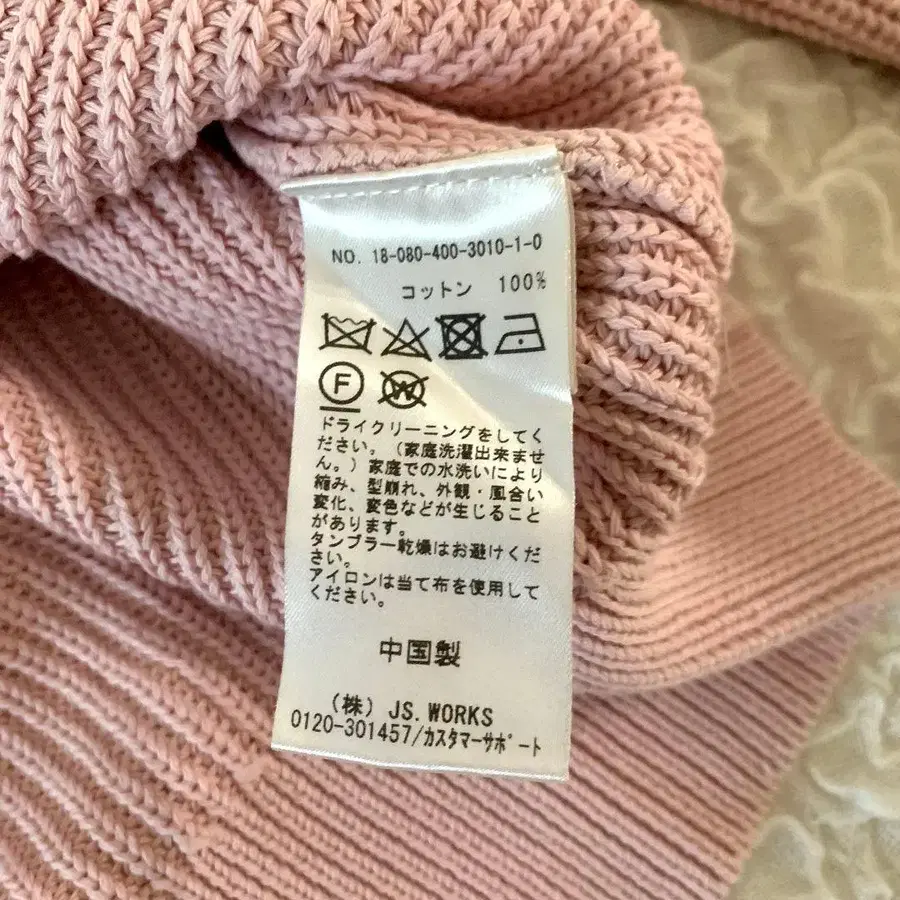 NO. 18-080-400-3010-1-0
コットン 100%
F
W
ドライクリーニングをしてく
ださい。(家庭洗濯出来ませ
ん。)家庭での水洗いにより
縮み、型崩れ、外観・風合い
変化、変色などが生じること
があります。
タンブラー乾燥はお避けくだ
さい。
アイロンは当て布を使用して
ください。
中国製
(株) JS.WORKS
0120-301457/カスタマーサポート